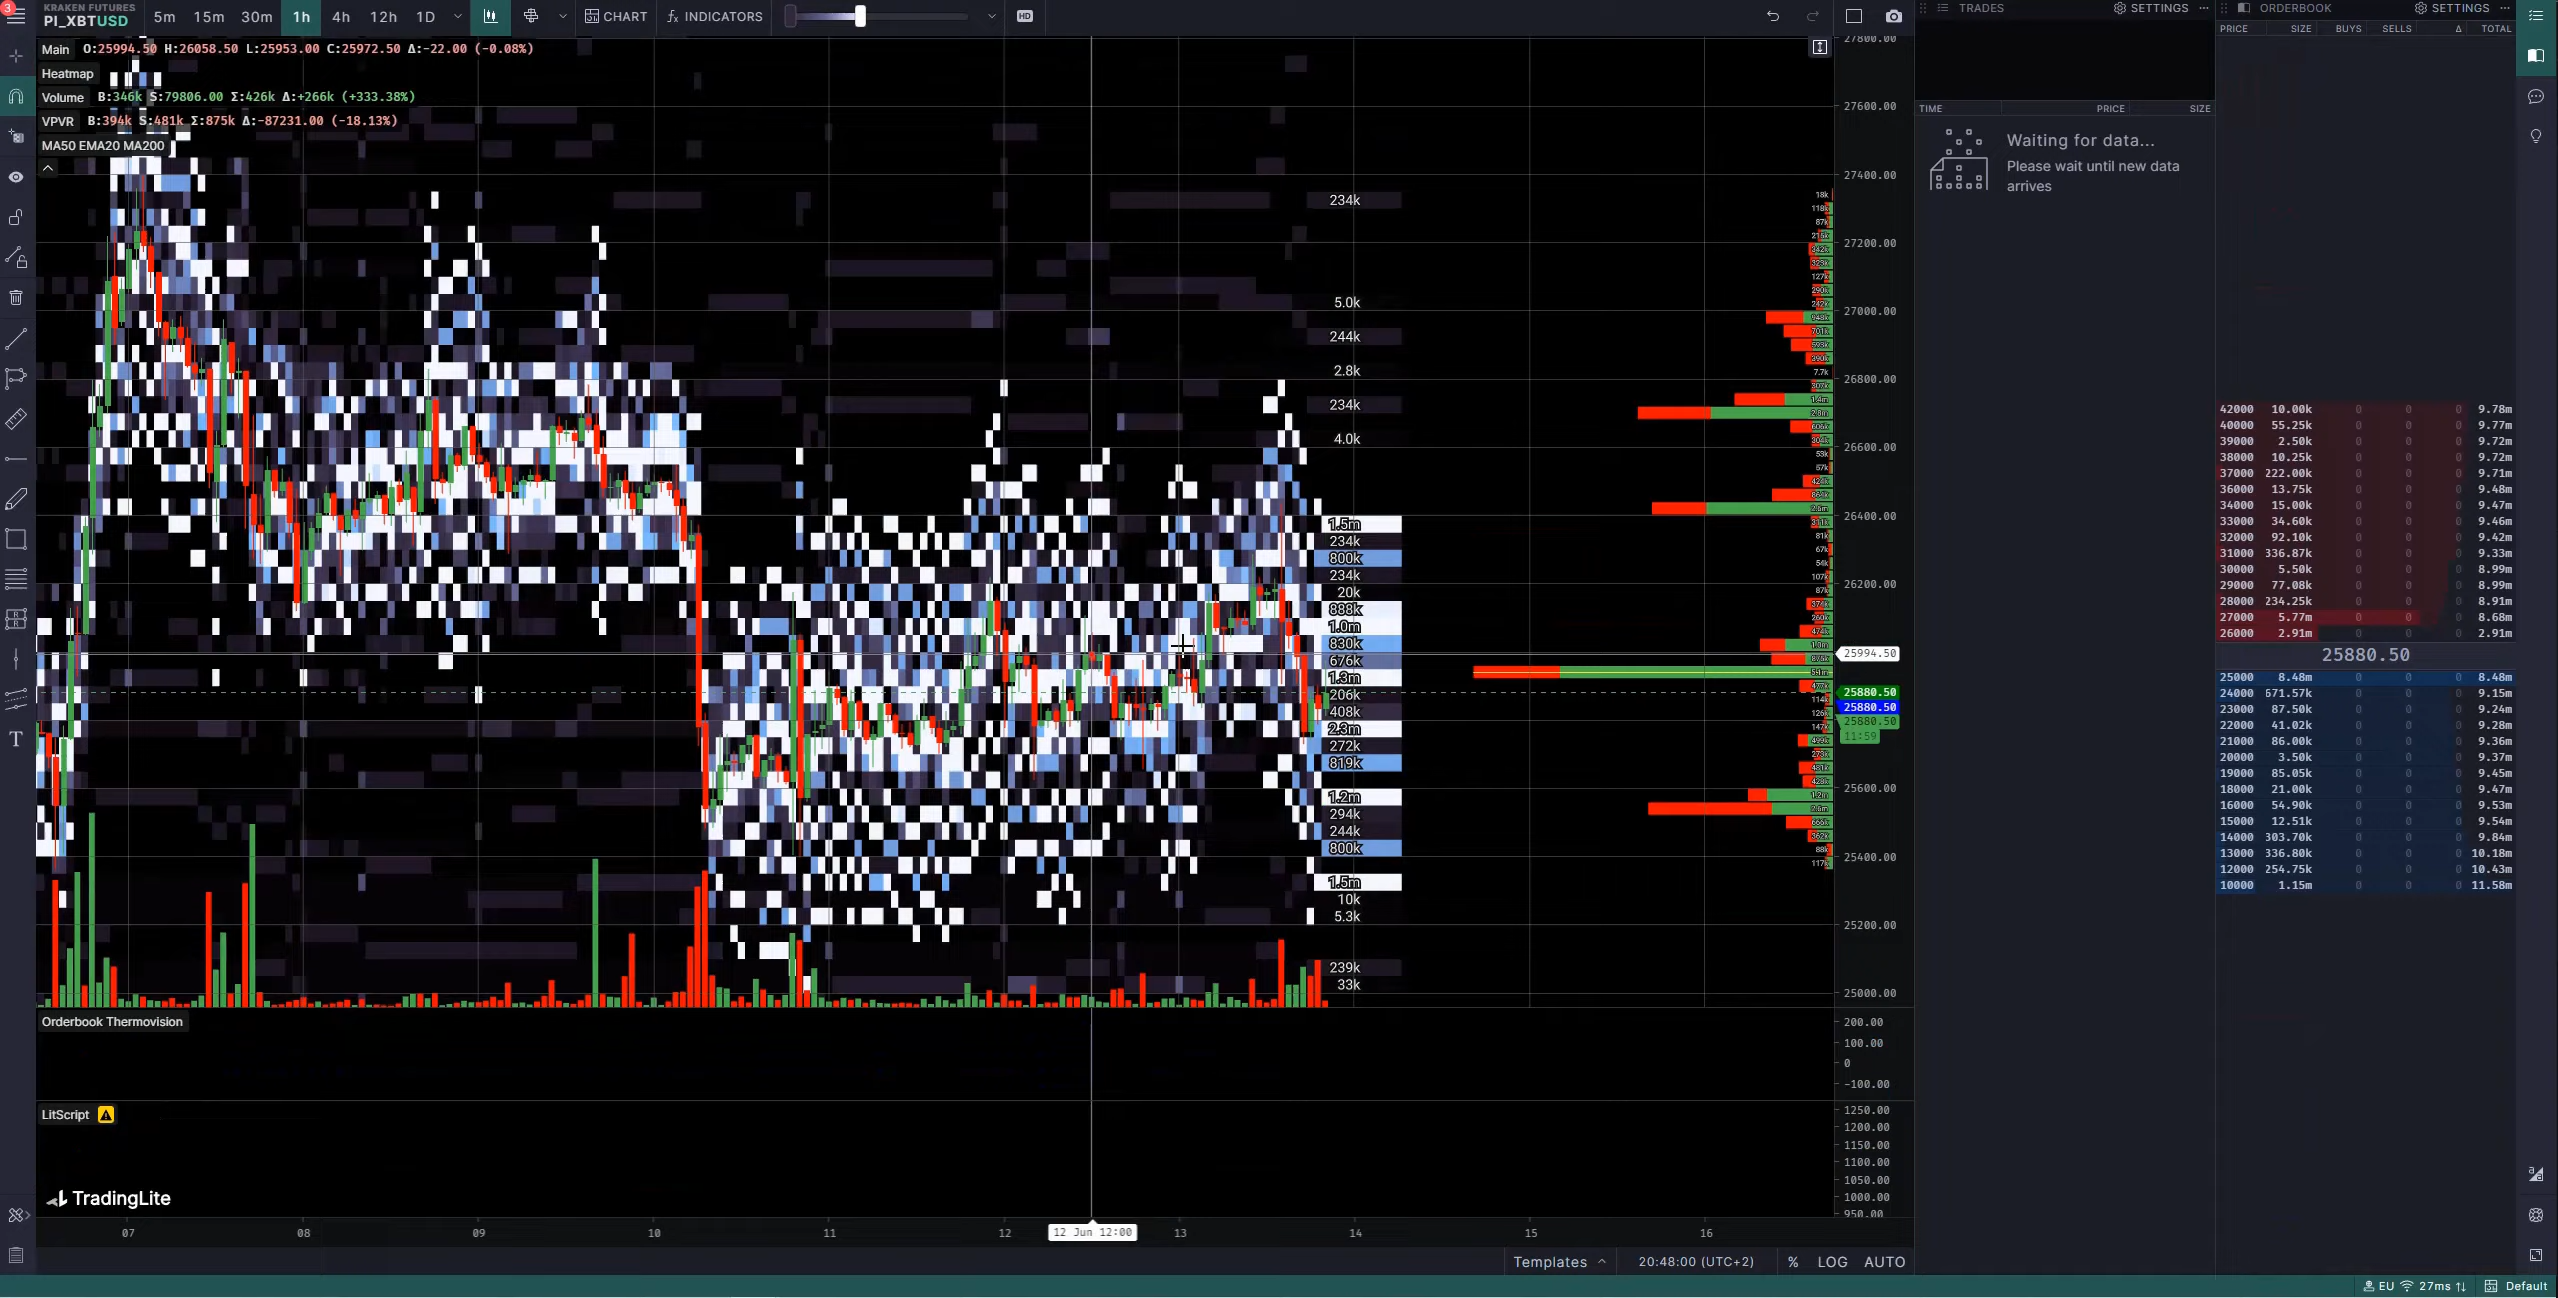 3
KRAKEN FUTURES
PI_XBTUSD
5m 15m 30m 1h 4h 12h 1D CHART fx INDICATORS HD
Main O:25994.50 H:26058.50 L:25953.00 C:25972.50 Δ:−22.00 (−0.08%)
Heatmap
Volume B:346k S:79806.00 Σ:426k Δ:+266k (+333.38%)
VPVR B:394k S:481k Σ:875k Δ:−87231.00 (−18.13%)
MA50 EMA20 MA200
234k
5.0k
244k
2.8k
234k
4.0k
1.5m
234k
800k
234k
20k
888k
1.0m
830k
676k
1.3m
206k
408k
2.3m
272k
819k
1.2m
294k
244k
800k
1.5m
10k
5.3k
239k
33k
27800.00
27600.00
27400.00
27200.00
27000.00
26800.00
26600.00
26400.00
26200.00
25994.50
25880.50
25880.50
25880.50
11:59
25600.00
25400.00
25200.00
25000.00
Orderbook Thermovision
200.00
100.00
0
−100.00
LitScript
1250.00
1200.00
1150.00
1100.00
1050.00
1000.00
950.00
TradingLite
07 08 09 10 11 12 12 Jun 12:00 13 14 15 16
Templates 20:48:00 (UTC+2) % LOG AUTO
TRADES SETTINGS
TIME PRICE SIZE
Waiting for data...
Please wait until new data
arrives
ORDERBOOK SETTINGS
PRICE SIZE BUYS SELLS Δ TOTAL
42000 10.00k 0 0 0 9.78m
40000 55.25k 0 0 0 9.77m
39000 2.50k 0 0 0 9.72m
38000 10.25k 0 0 0 9.72m
37000 222.00k 0 0 0 9.71m
36000 13.75k 0 0 0 9.48m
34000 15.00k 0 0 0 9.47m
33000 34.60k 0 0 0 9.46m
32000 92.10k 0 0 0 9.42m
31000 336.87k 0 0 0 9.33m
30000 5.50k 0 0 0 8.99m
29000 77.08k 0 0 0 8.99m
28000 234.25k 0 0 0 8.91m
27000 5.77m 0 0 0 8.68m
26000 2.91m 0 0 0 2.91m
25880.50
25000 8.48m 0 0 0 8.48m
24000 671.57k 0 0 0 9.15m
23000 87.50k 0 0 0 9.24m
22000 41.02k 0 0 0 9.28m
21000 86.00k 0 0 0 9.36m
20000 3.50k 0 0 0 9.37m
19000 85.05k 0 0 0 9.45m
18000 21.00k 0 0 0 9.47m
16000 54.90k 0 0 0 9.53m
15000 12.51k 0 0 0 9.54m
14000 303.70k 0 0 0 9.84m
13000 336.80k 0 0 0 10.18m
12000 254.75k 0 0 0 10.43m
10000 1.15m 0 0 0 11.58m
EU 27ms Default